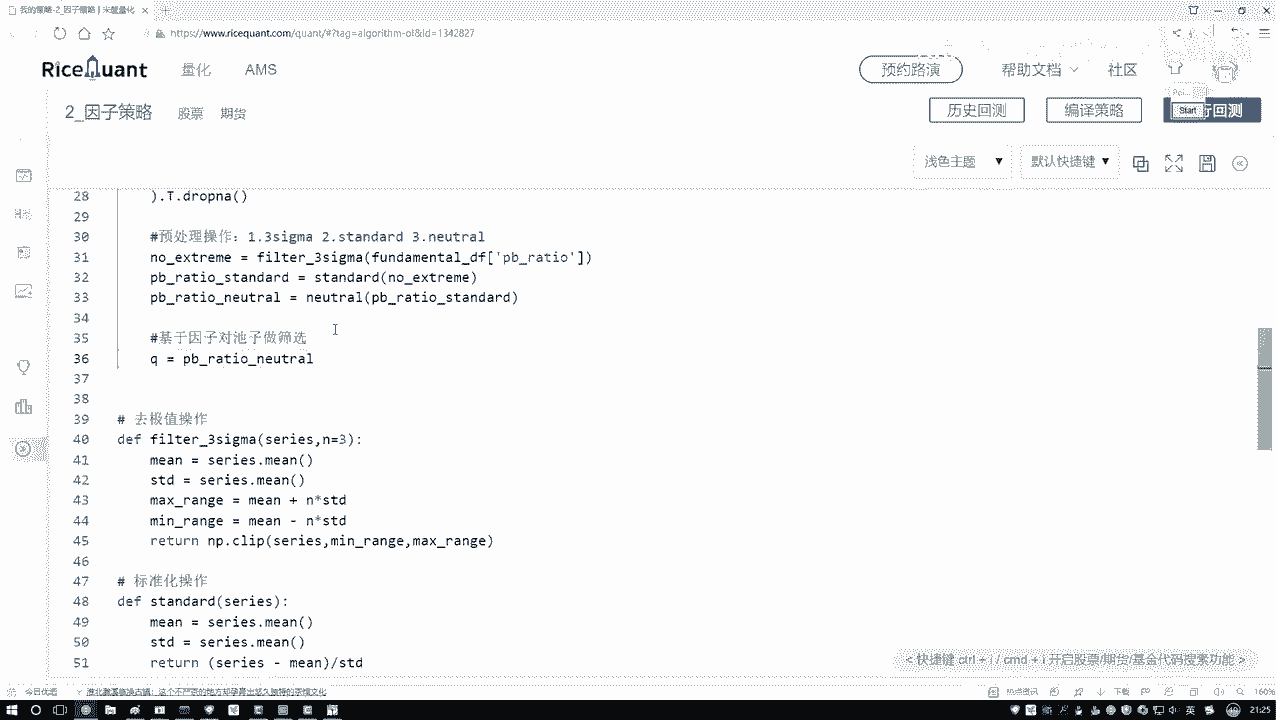 我的策略-2_因子策略 | 米筐量化
https://www.ricequant.com/quant/#?tag=algorithm-ol&id=1342827
RiceQuant 量化 AMS 预约路演 帮助文档 社区
2_因子策略 股票 期货 历史回测 编译策略 Start 行回测
浅色主题 默认快捷键
28 ).T.dropna()
29
30 #预处理操作：1.3sigma 2.standard 3.neutral
31 no_extreme = filter_3sigma(fundamental_df['pb_ratio'])
32 pb_ratio_standard = standard(no_extreme)
33 pb_ratio_neutral = neutral(pb_ratio_standard)
34
35 #基于因子对池子做筛选
36 q = pb_ratio_neutral
37
38
39 # 去极值操作
40 def filter_3sigma(series,n=3):
41 mean = series.mean()
42 std = series.mean()
43 max_range = mean + n*std
44 min_range = mean - n*std
45 return np.clip(series,min_range,max_range)
46
47 # 标准化操作
48 def standard(series):
49 mean = series.mean()
50 std = series.mean()
51 return (series - mean)/std
<快捷键 ctrl + i / cmd + i 开启股票/期合/基金代码搜索功能 >
今日优选
热点资讯 下载 160%
英 21:25